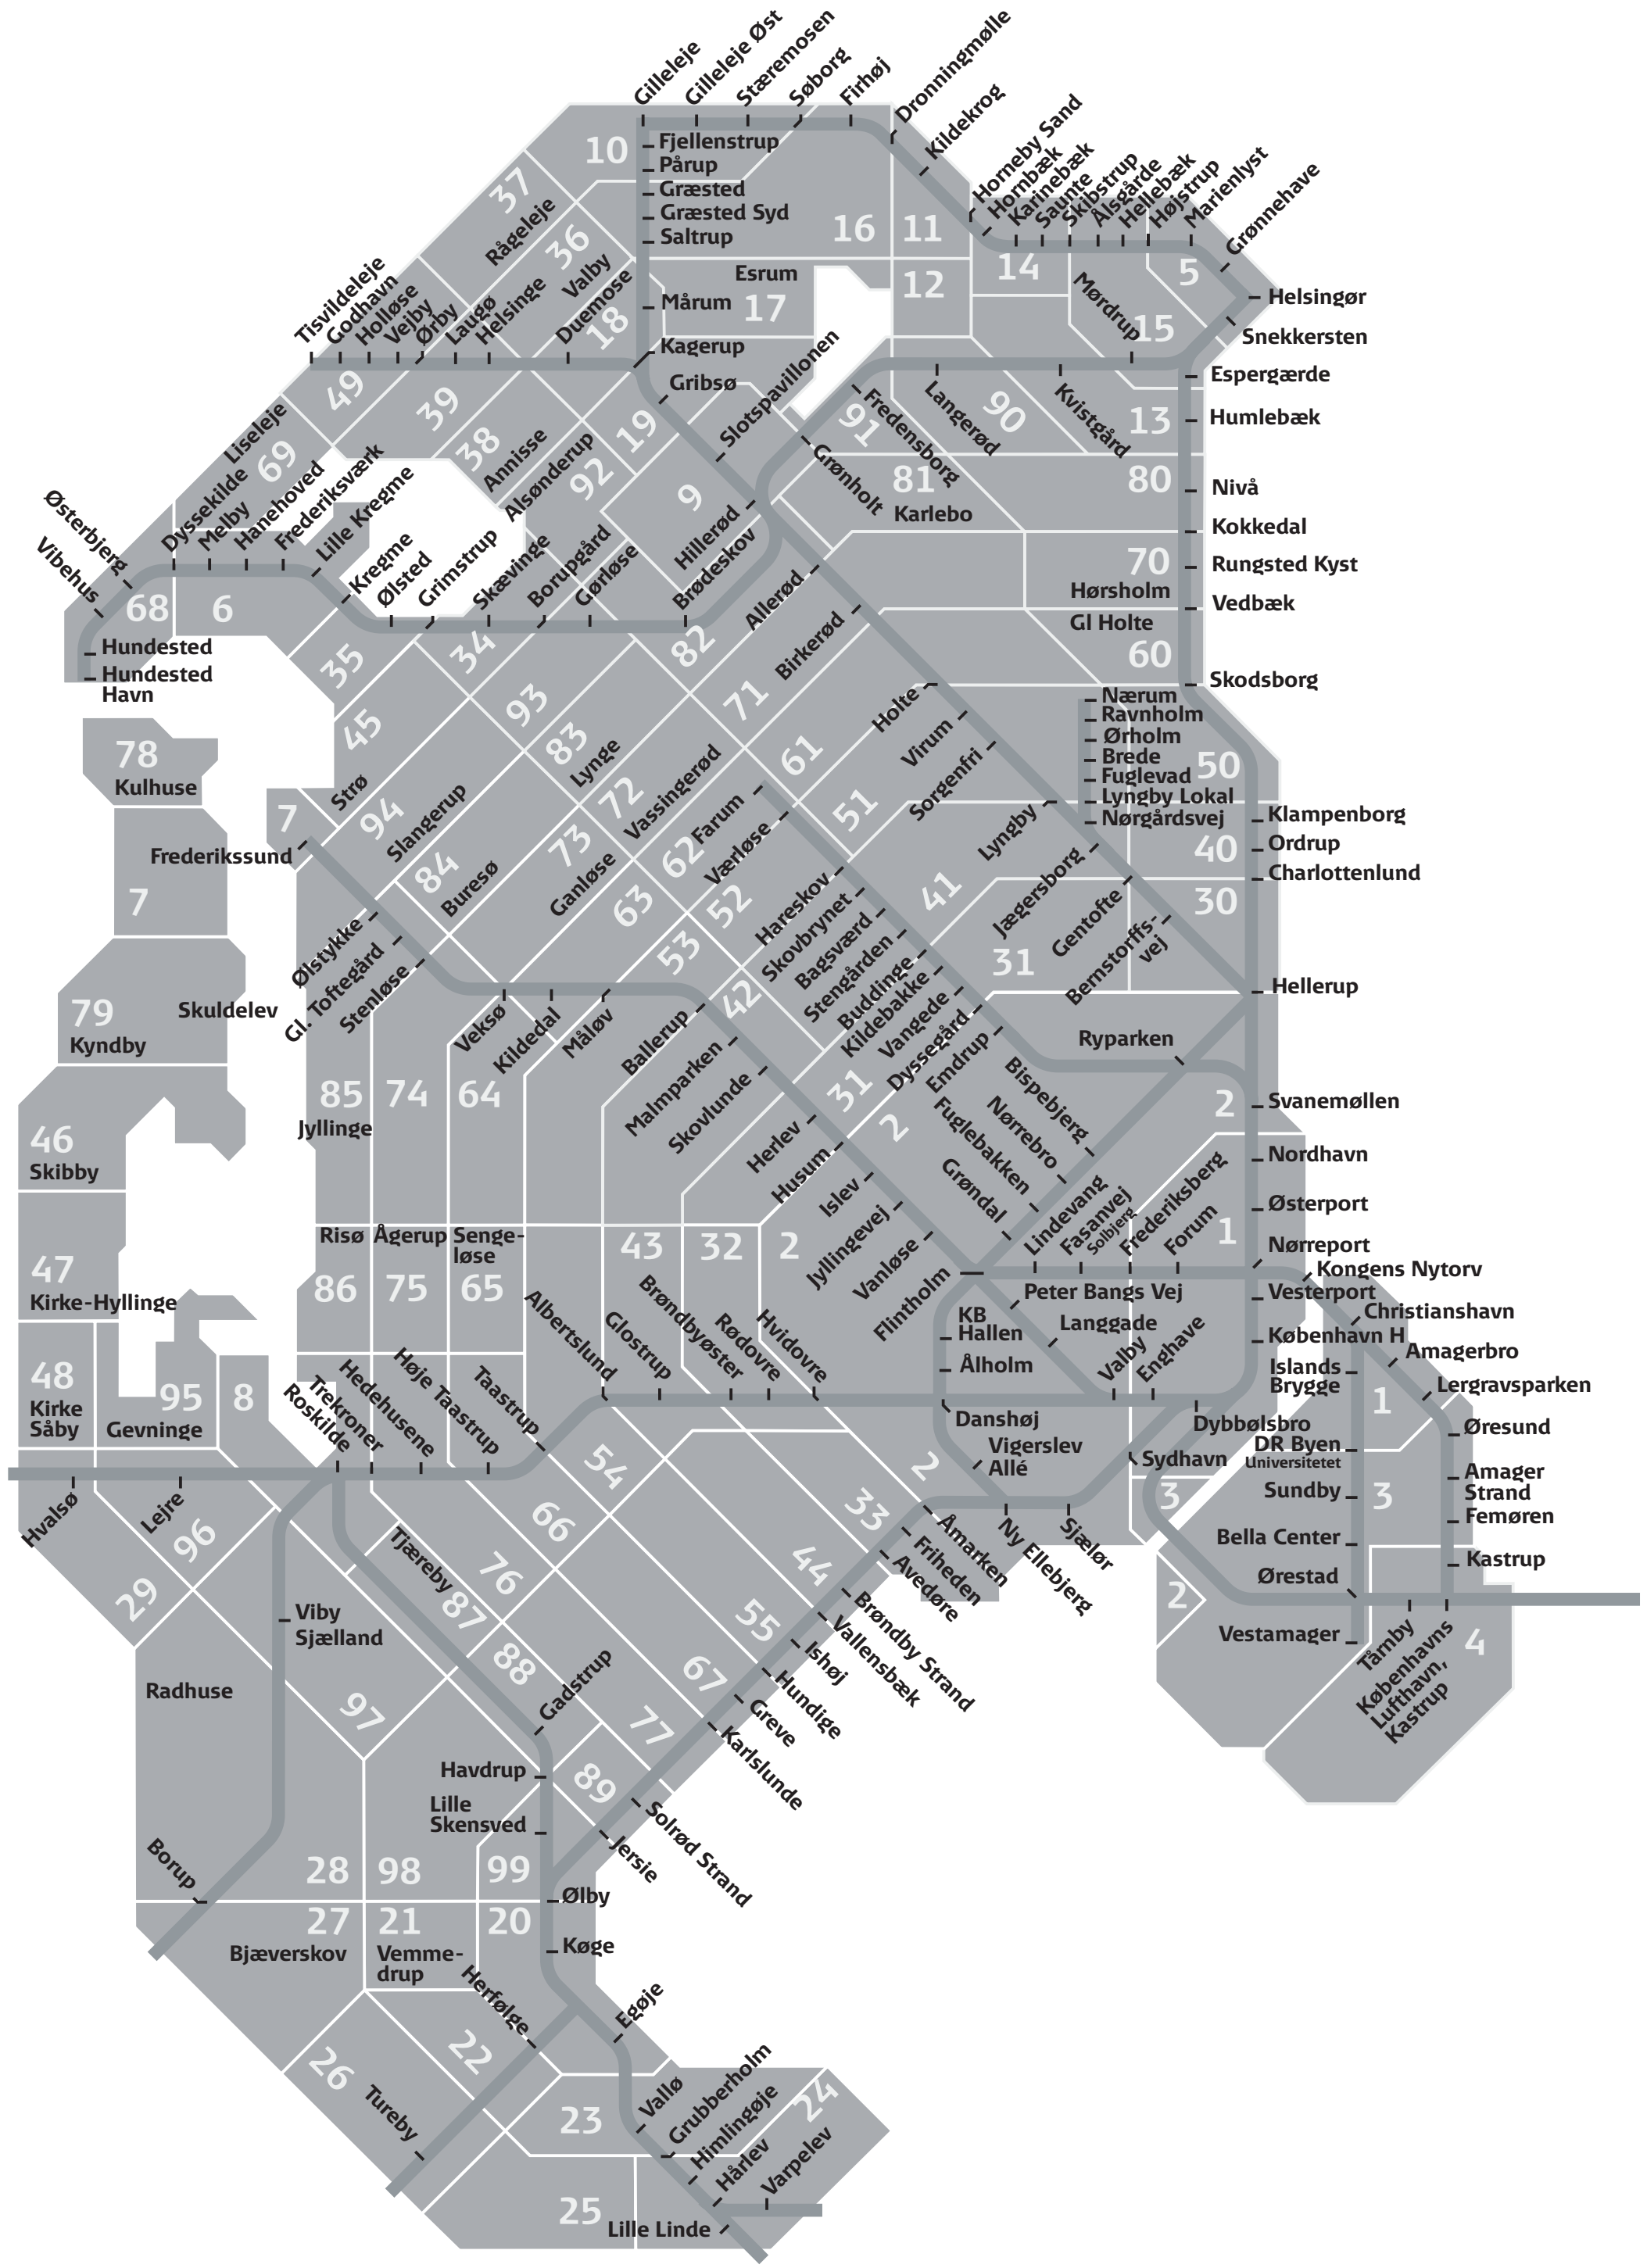 Gilleleje
Gilleleje Øst
Stæremosen
Søborg
Firhøj
Dronningmølle
Kildekrog
Horneby Sand
Hornbæk
Karinebæk
Saunte
Skibstrup
Ålsgårde
Hellebæk
Højstrup
Marienlyst
Grønnehave
Helsingør
Snekkersten
10
Fjellenstrup
Pårup
Græsted
Græsted Syd
Saltrup
37
Rågeleje
36
Valby
16
11
12
14
5
15
Mørdrup
Esrum
17
Mårum
18
Duemose
Kagerup
Gribsø
Slotspavillonen
Tisvildeleje
Godhavn
Holløse
Vejby
Ørby
Laugø
Helsinge
49
39
38
Annisse
Alsønderup
92
19
9
91
Fredensborg
Langerød
90
Kvistgård
Espergærde
Humlebæk
13
80
Nivå
Kokkedal
70
Hørsholm
Rungsted Kyst
Vedbæk
Gl Holte
60
Skodsborg
81
Karlebo
Grønholt
Liseleje
69
Østerbjerg
Vibehus
Dyssekilde
Melby
Hanehoved
Frederiksværk
Lille Kregme
Kregme
Ølsted
Grimstrup
Skævinge
Borupgård
Gørløse
Hillerød
Brødeskov
Allerød
Birkerød
68
6
Hundested
Hundested
Havn
35
34
45
93
83
82
71
61
Holte
Virum
Sorgenfri
Nærum
Ravnholm
Ørholm
Brede
Fuglevad
Lyngby Lokal
Nørgårdsvej
50
Klampenborg
40
Ordrup
Charlottenlund
30
78
Kulhuse
7
Strø
94
Slangerup
Lynge
72
Vassingerød
7
Frederikssund
84
Buresø
73
Ganløse
62
Farum
Værløse
51
Lyngby
41
Jægersborg
Gentofte
Bernstorffs-
vej
31
Hellerup
63
52
53
Hareskov
Skovbrynet
Bagsværd
Stengården
Buddinge
Kildebakke
Vangede
Dyssegård
Emdrup
Ryparken
79
Kyndby
Skuldelev
Ølstykke
Gl. Toftegård
Stenløse
Veksø
Kildedal
Måløv
Ballerup
42
Malmparken
Skovlunde
Herlev
Husum
Islev
Jyllingevej
Vanløse
Flintholm
31
2
Bispebjerg
Nørrebro
Fuglebakken
Grøndal
2
Svanemøllen
Nordhavn
Østerport
1
Nørreport
85
Jyllinge
74
64
46
Skibby
47
Kirke-Hyllinge
Risø
Ågerup
Senge-
løse
86
75
65
43
32
2
Lindevang
Fasanvej
Solbjerg
Frederiksberg
Forum
Kongens Nytorv
Vesterport
Christianshavn
København H
Amagerbro
Islands
Brygge
1
Lergravsparken
Peter Bangs Vej
KB
Hallen
Langgade
Ålholm
Valby
Enghave
Albertslund
Glostrup
Brøndbyøster
Rødovre
Hvidovre
48
Kirke
Såby
95
Gevninge
8
Roskilde
Trekroner
Hedehusene
Høje Taastrup
Taastrup
Danshøj
Vigerslev
Allé
Dybbølsbro
Sydhavn
DR Byen
Universitetet
Øresund
Sundby
3
3
Amager
Strand
Femøren
Bella Center
Kastrup
Ørestad
Vestamager
2
Tårnby
Københavns
Lufthavn,
Kastrup
4
Hvalsø
Lejre
96
29
54
66
76
Tjæreby
87
88
44
33
2
55
67
77
Åmarken
Friheden
Avedøre
Ny Ellebjerg
Sjælør
Brøndby Strand
Vallensbæk
Ishøj
Hundige
Greve
Karlslunde
Viby
Sjælland
Radhuse
97
Gadstrup
Havdrup
Lille
Skensved
89
Solrød Strand
Jersie
Borup
28
98
99
Ølby
27
21
20
Bjæverskov
Vemme-
drup
Køge
Herfølge
Egøje
22
26
Tureby
23
Vallø
Grubberholm
Himlingøje
Hårlev
Varpelev
24
25
Lille Linde